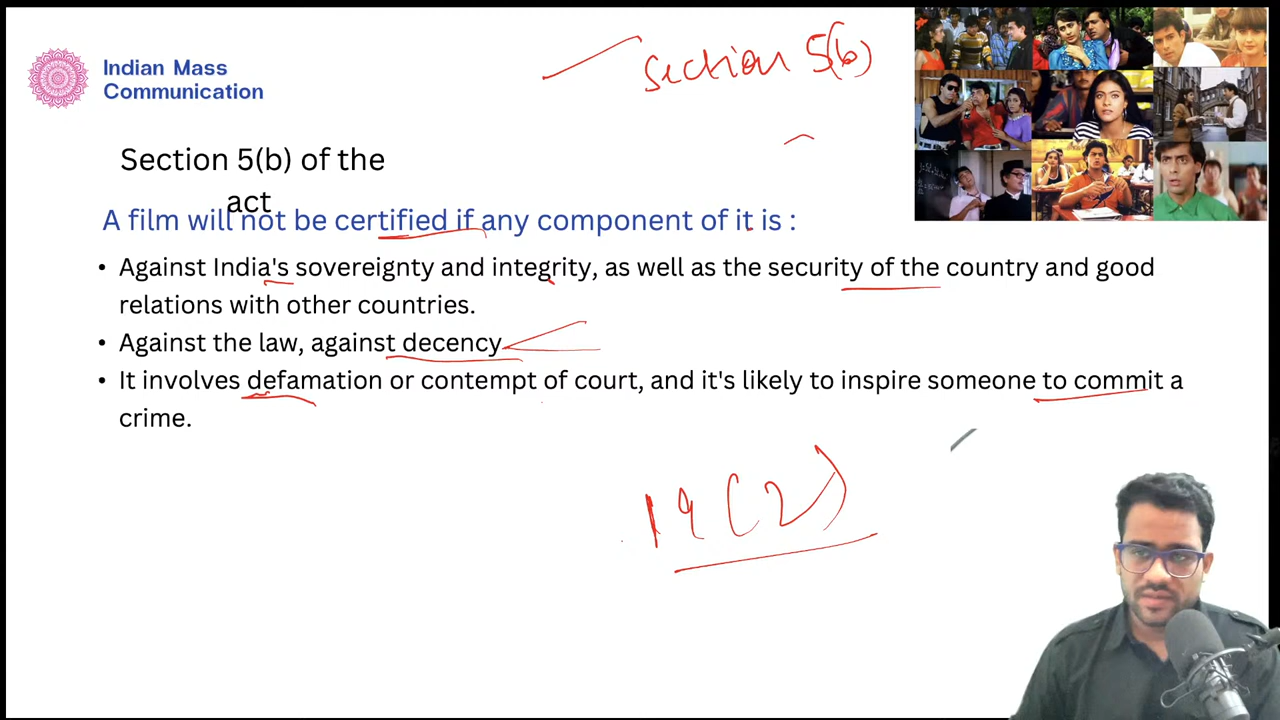 Indian Mass
Communication
Section 5(b)
Section 5(b) of the
act
A film will not be certified if any component of it is :
• Against India's sovereignty and integrity, as well as the security of the country and good
relations with other countries.
• Against the law, against decency
• It involves defamation or contempt of court, and it's likely to inspire someone to commit a
crime.
19(2)